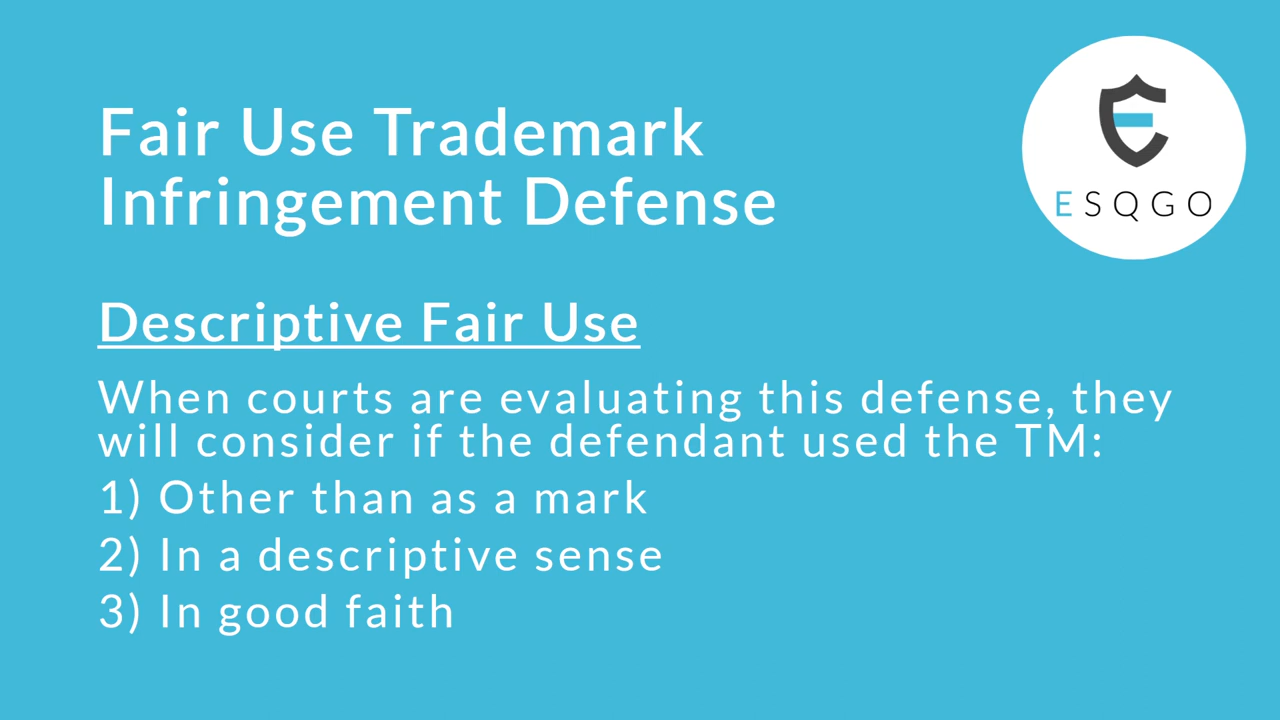 Fair Use Trademark
Infringement Defense
ESQGO
Descriptive Fair Use
When courts are evaluating this defense, they
will consider if the defendant used the TM:
1) Other than as a mark
2) In a descriptive sense
3) In good faith